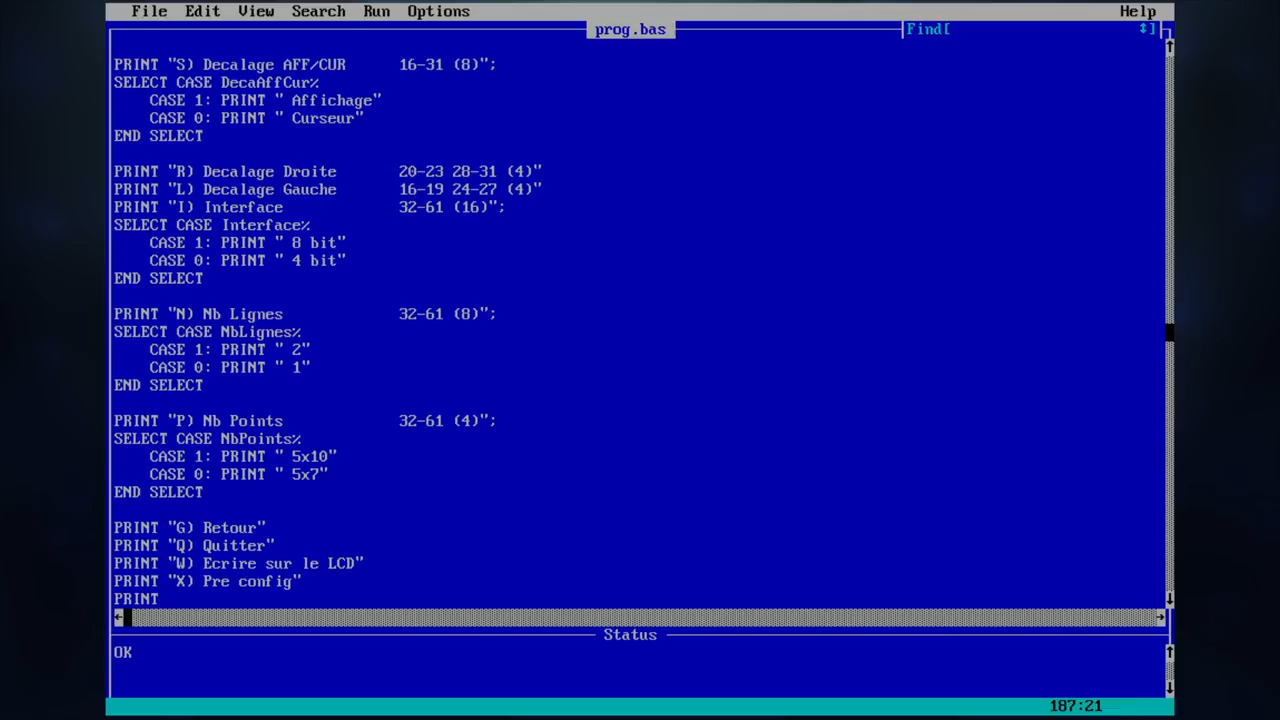 File Edit View Search Run Options Help
prog.bas Find[ ↕]
PRINT "S) Decalage AFF/CUR      16-31 (8)";
SELECT CASE DecaAffCur%
    CASE 1: PRINT " Affichage"
    CASE 0: PRINT " Curseur"
END SELECT
PRINT "R) Decalage Droite       20-23 28-31 (4)"
PRINT "L) Decalage Gauche       16-19 24-27 (4)"
PRINT "I) Interface             32-61 (16)";
SELECT CASE Interface%
    CASE 1: PRINT " 8 bit"
    CASE 0: PRINT " 4 bit"
END SELECT
PRINT "N) Nb Lignes             32-61 (8)";
SELECT CASE NbLignes%
    CASE 1: PRINT " 2"
    CASE 0: PRINT " 1"
END SELECT
PRINT "P) Nb Points             32-61 (4)";
SELECT CASE NbPoints%
    CASE 1: PRINT " 5x10"
    CASE 0: PRINT " 5x7"
END SELECT
PRINT "G) Retour"
PRINT "Q) Quitter"
PRINT "W) Ecrire sur le LCD"
PRINT "X) Pre config"
PRINT
Status
OK
187:21